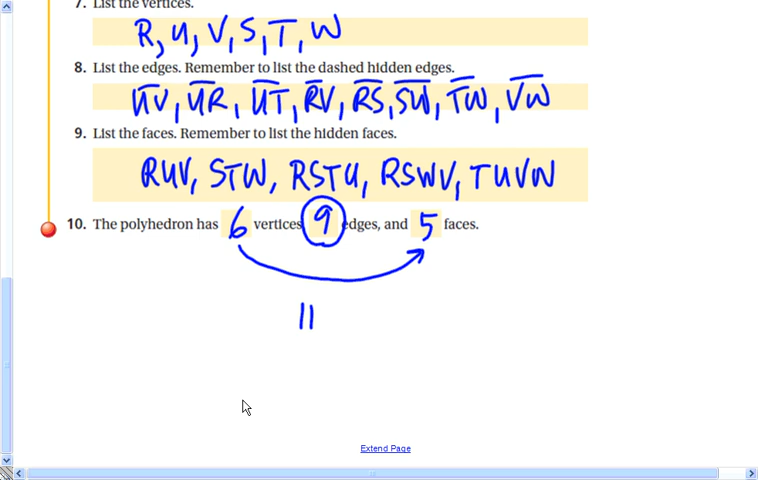 7. List the vertices.
R, U, V, S, T, W
8. List the edges. Remember to list the dashed hidden edges.
UV, UR, UT, RV, RS, SW, TW, VW
9. List the faces. Remember to list the hidden faces.
RUV, STW, RSTU, RSWV, TUVW
10. The polyhedron has 6 vertices 9 edges, and 5 faces.
11
Extend Page